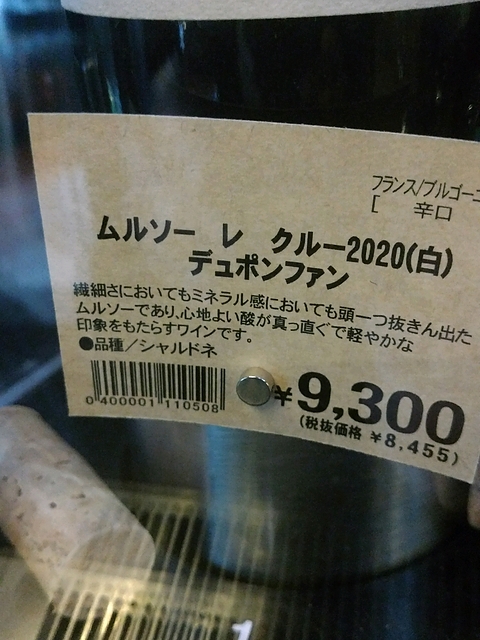 フランス/ブルゴーニ
[ 辛口
ムルソー レ クルー2020(白)
デュポンファン
繊細さにおいてもミネラル感においても頭一つ抜きん出た
ムルソーであり、心地よい酸が真っ直ぐで軽やかな
印象をもたらすワインです。
●品種／シャルドネ
0 400001 110508
¥9,300
(税抜価格 ¥8,455)
1